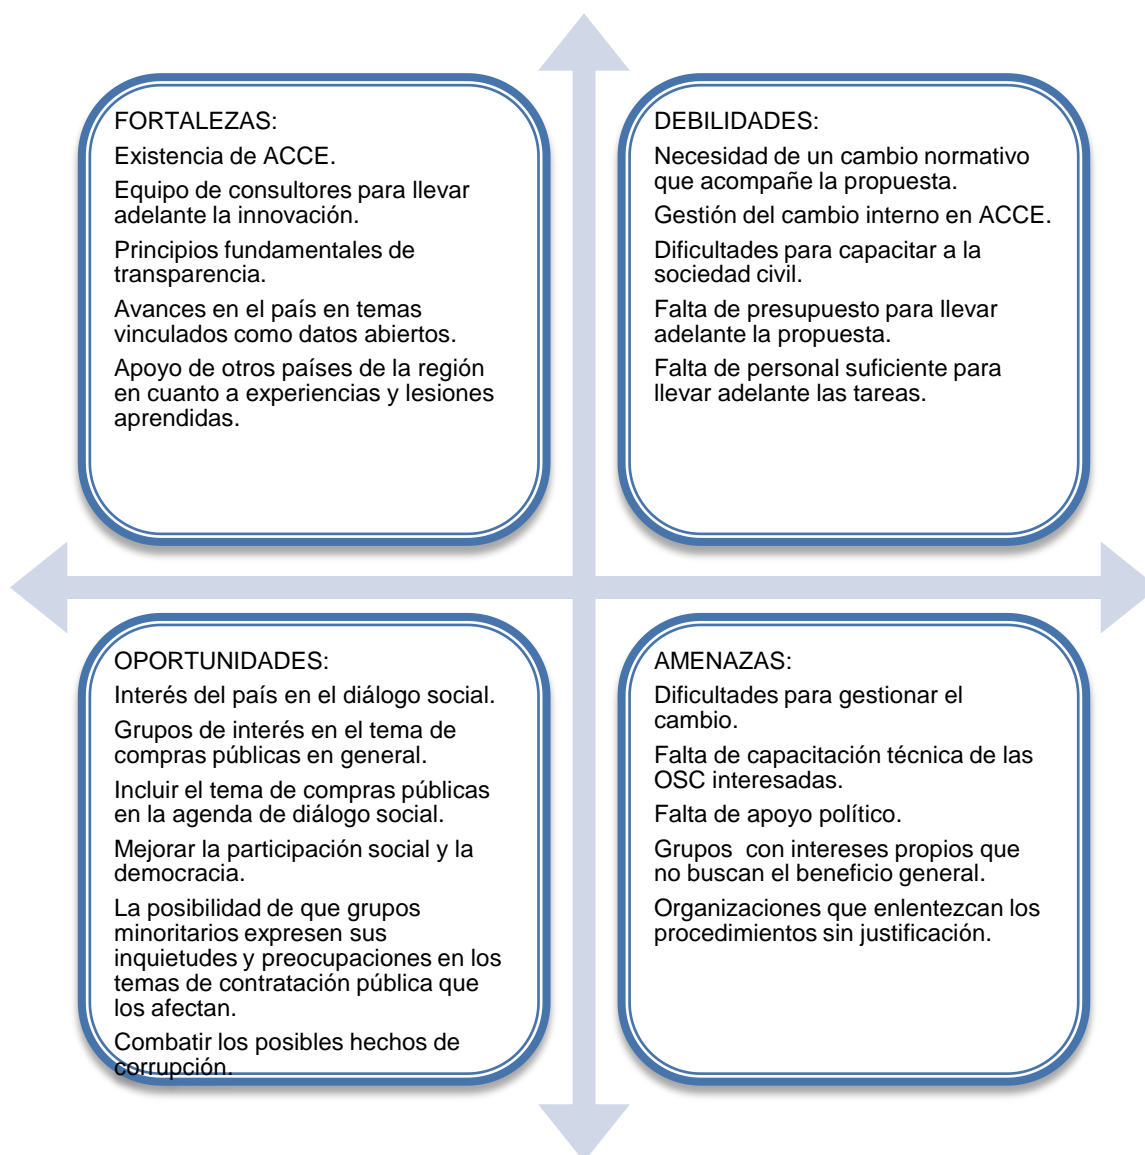 FORTALEZAS:
Existencia de ACCE.
Equipo de consultores para llevar
adelante la innovación.
Principios fundamentales de
transparencia.
Avances en el país en temas
vinculados como datos abiertos.
Apoyo de otros países de la región
en cuanto a experiencias y lesiones
aprendidas.
DEBILIDADES:
Necesidad de un cambio normativo
que acompañe la propuesta.
Gestión del cambio interno en ACCE.
Dificultades para capacitar a la
sociedad civil.
Falta de presupuesto para llevar
adelante la propuesta.
Falta de personal suficiente para
llevar adelante las tareas.
OPORTUNIDADES:
Interés del país en el diálogo social.
Grupos de interés en el tema de
compras públicas en general.
Incluir el tema de compras públicas
en la agenda de diálogo social.
Mejorar la participación social y la
democracia.
La posibilidad de que grupos
minoritarios expresen sus
inquietudes y preocupaciones en los
temas de contratación pública que
los afectan.
Combatir los posibles hechos de
corrupción.
AMENAZAS:
Dificultades para gestionar el
cambio.
Falta de capacitación técnica de las
OSC interesadas.
Falta de apoyo político.
Grupos  con intereses propios que
no buscan el beneficio general.
Organizaciones que enlentezcan los
procedimientos sin justificación.